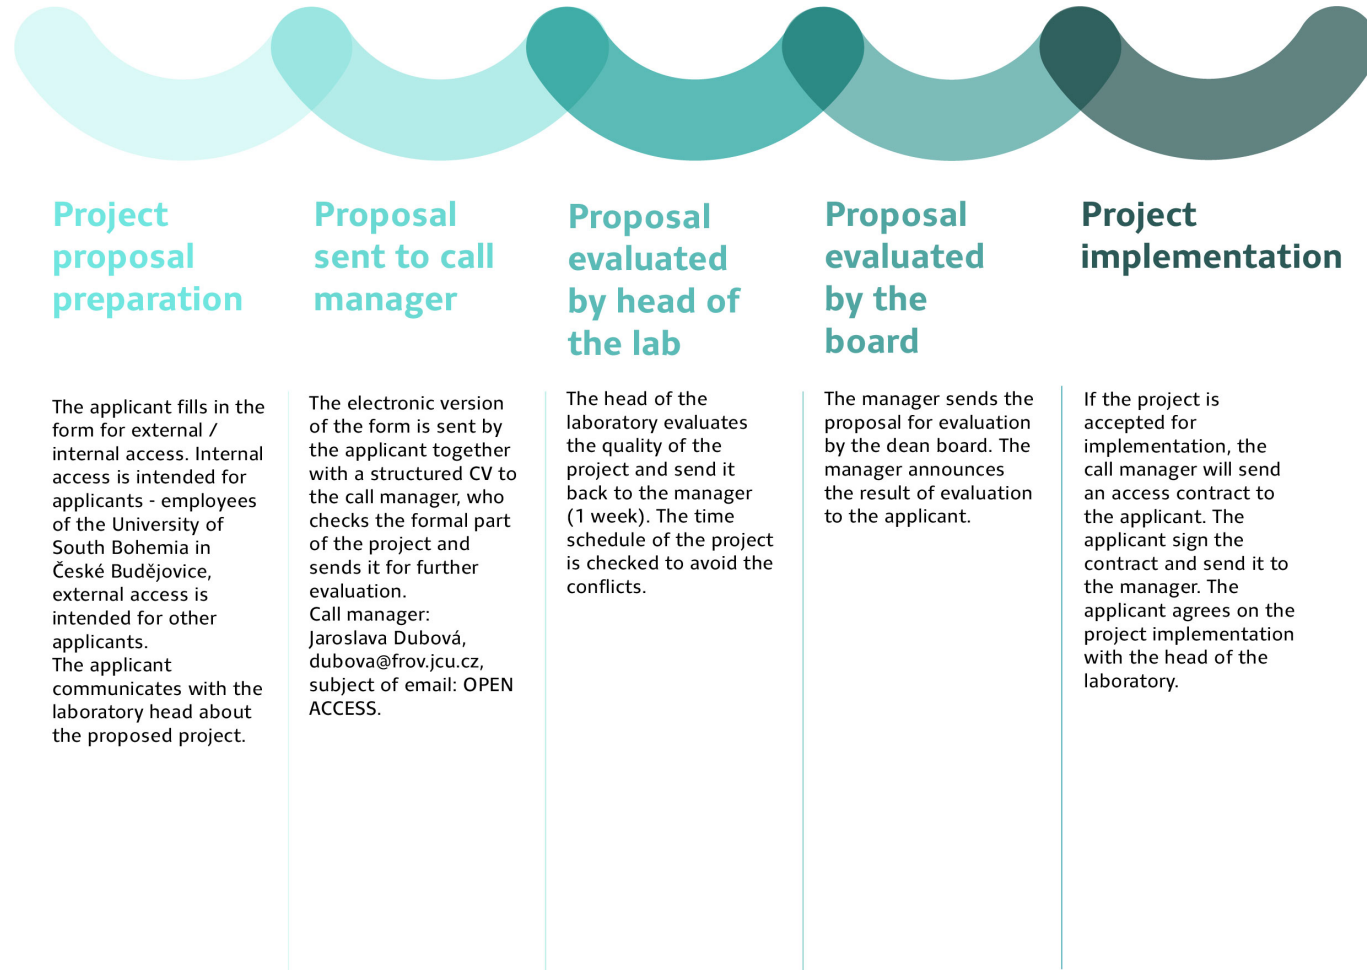 Project
proposal
preparation
The applicant fills in the
form for external /
internal access. Internal
access is intended for
applicants - employees
of the University of
South Bohemia in
České Budějovice,
external access is
intended for other
applicants.
The applicant
communicates with the
laboratory head about
the proposed project.
Proposal
sent to call
manager
The electronic version
of the form is sent by
the applicant together
with a structured CV to
the call manager, who
checks the formal part
of the project and
sends it for further
evaluation.
Call manager:
Jaroslava Dubová,
dubova@frov.jcu.cz,
subject of email: OPEN
ACCESS.
Proposal
evaluated
by head of
the lab
The head of the
laboratory evaluates
the quality of the
project and send it
back to the manager
(1 week). The time
schedule of the project
is checked to avoid the
conflicts.
Proposal
evaluated
by the
board
The manager sends the
proposal for evaluation
by the dean board. The
manager announces
the result of evaluation
to the applicant.
Project
implementation
If the project is
accepted for
implementation, the
call manager will send
an access contract to
the applicant. The
applicant sign the
contract and send it to
the manager. The
applicant agrees on the
project implementation
with the head of the
laboratory.